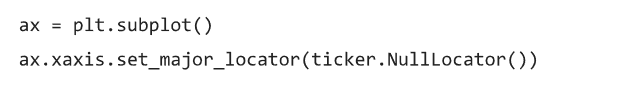 ax = plt.subplot()
ax.xaxis.set_major_locator(ticker.NullLocator())